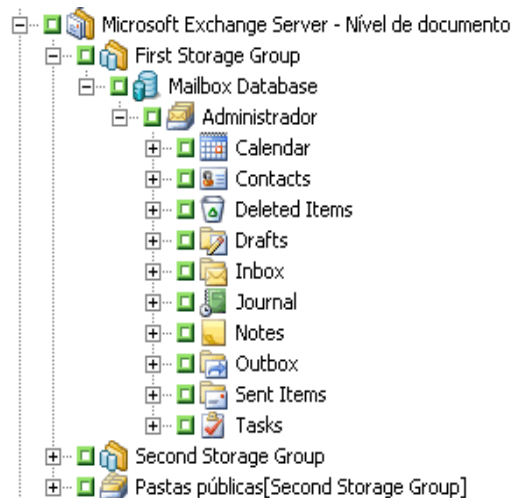 Microsoft Exchange Server - Nível de documento
First Storage Group
Mailbox Database
Administrador
Calendar
Contacts
Deleted Items
Drafts
Inbox
Journal
Notes
Outbox
Sent Items
Tasks
Second Storage Group
Pastas públicas[Second Storage Group]